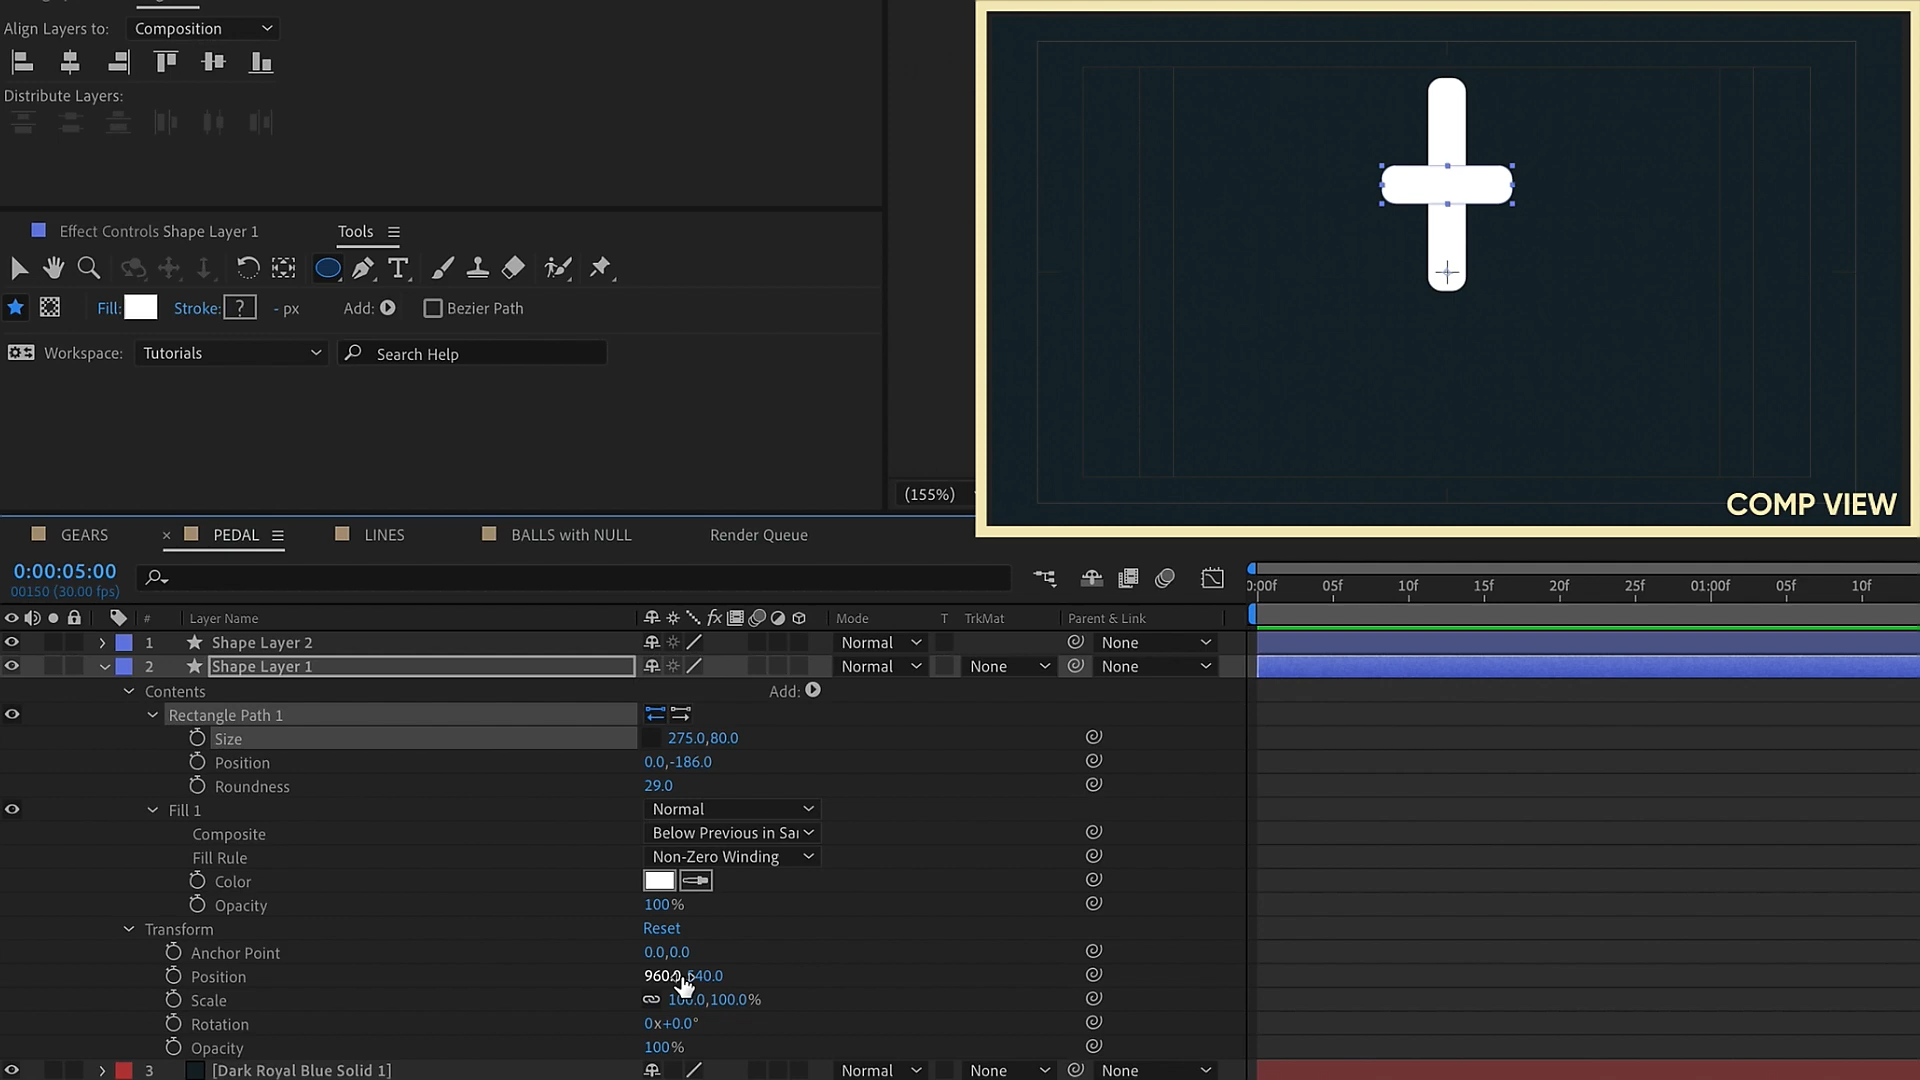 Align Layers to: Composition
Distribute Layers:
Effect Controls Shape Layer 1 Tools
Fill: Stroke: ? - px Add: Bezier Path
Workspace: Tutorials Search Help
(155%)
COMP VIEW
GEARS × PEDAL LINES BALLS with NULL Render Queue
0:00:05:00
00150 (30.00 fps)
0:00f 05f 10f 15f 20f 25f 01:00f 05f 10f
# Layer Name fx Mode T TrkMat Parent & Link
1 Shape Layer 2 Normal None
2 Shape Layer 1 Normal None None
Contents Add:
Rectangle Path 1
Size 275.0,80.0
Position 0.0,-186.0
Roundness 29.0
Fill 1 Normal
Composite Below Previous in Sa
Fill Rule Non-Zero Winding
Color
Opacity 100%
Transform Reset
Anchor Point 0.0,0.0
Position 960.0,540.0
Scale 100.0,100.0%
Rotation 0x+0.0°
Opacity 100%
3 [Dark Royal Blue Solid 1] Normal None None